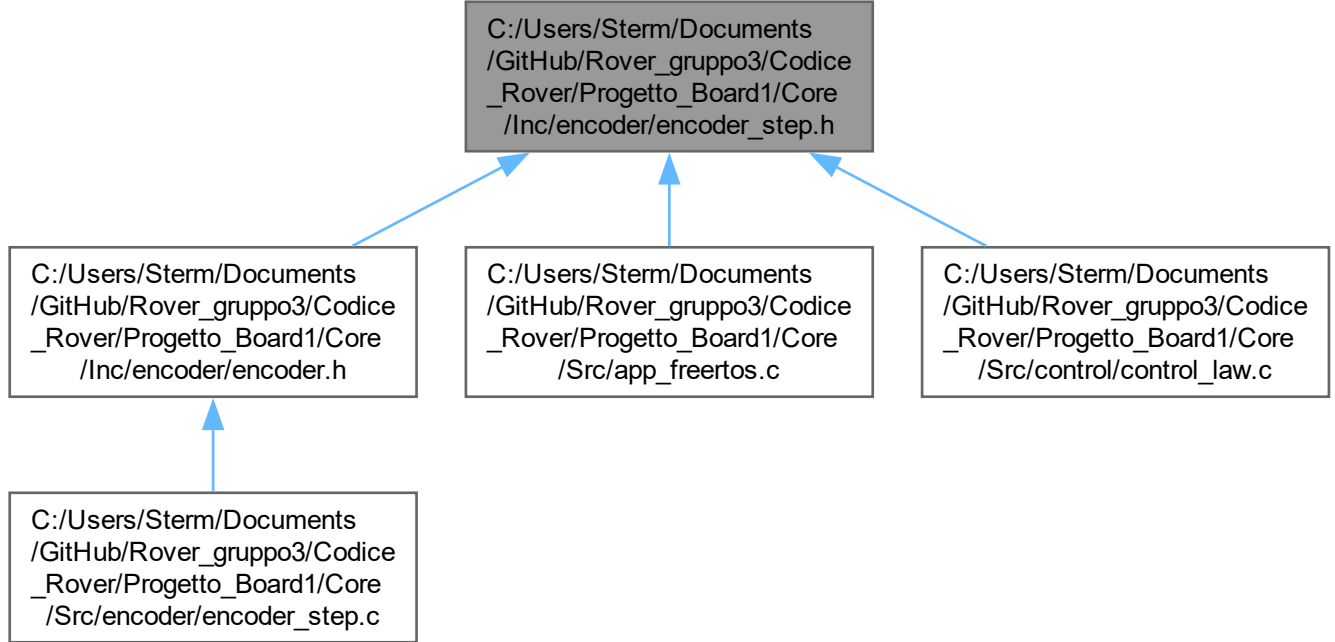 C:/Users/Sterm/Documents
/GitHub/Rover_gruppo3/Codice
_Rover/Progetto_Board1/Core
/Inc/encoder/encoder_step.h
C:/Users/Sterm/Documents
/GitHub/Rover_gruppo3/Codice
_Rover/Progetto_Board1/Core
/Inc/encoder/encoder.h
C:/Users/Sterm/Documents
/GitHub/Rover_gruppo3/Codice
_Rover/Progetto_Board1/Core
/Src/app_freertos.c
C:/Users/Sterm/Documents
/GitHub/Rover_gruppo3/Codice
_Rover/Progetto_Board1/Core
/Src/control/control_law.c
C:/Users/Sterm/Documents
/GitHub/Rover_gruppo3/Codice
_Rover/Progetto_Board1/Core
/Src/encoder/encoder_step.c